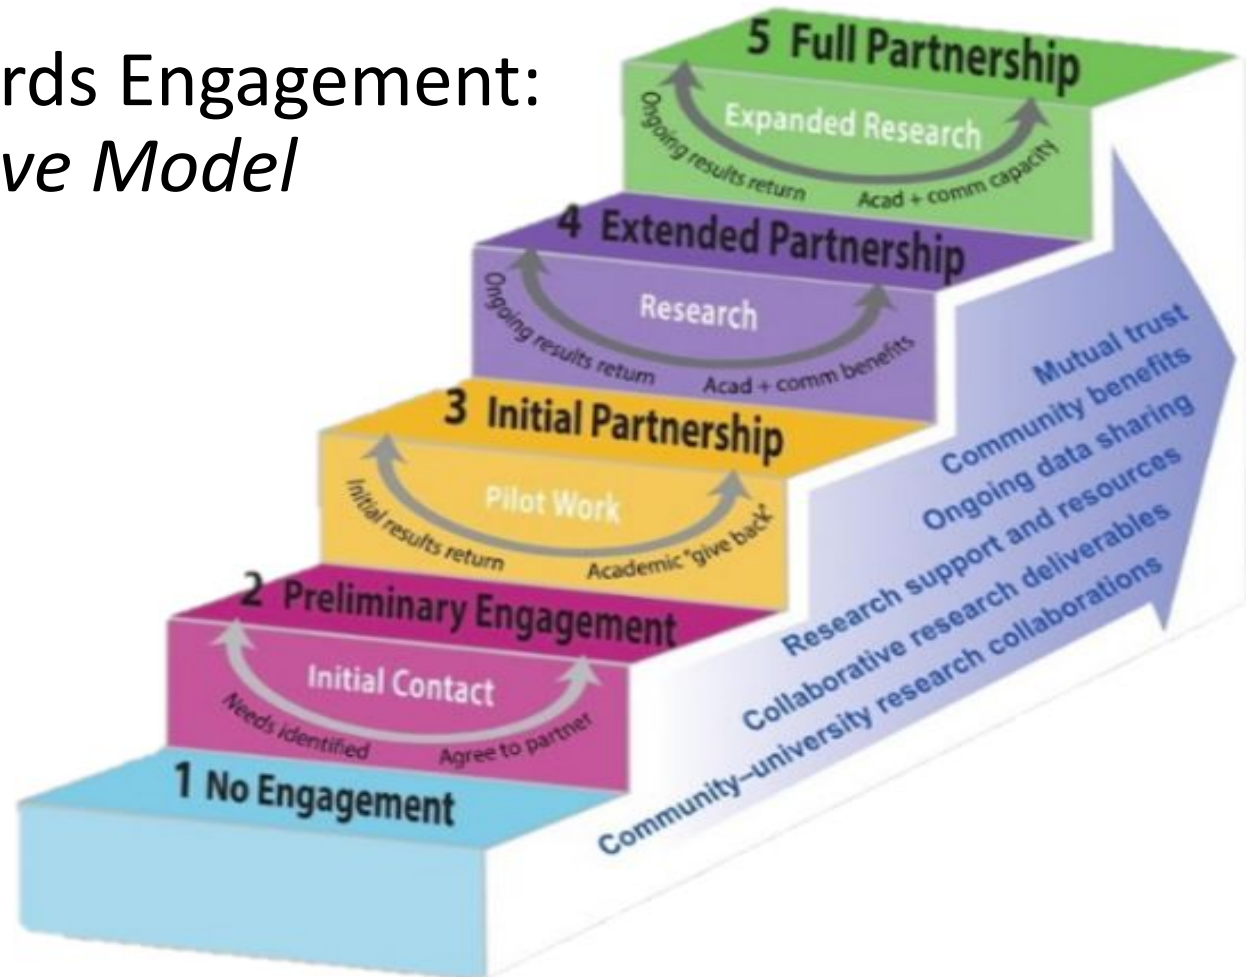 rds Engagement:
ve Model
5 Full Partnership
Expanded Research
Ongoing results return
Acad + comm capacity
4 Extended Partnership
Research
Ongoing results return
Acad + comm benefits
3 Initial Partnership
Pilot Work
Initial results return
Academic "give back"
2 Preliminary Engagement
Initial Contact
Needs identified
Agree to partner
1 No Engagement
Mutual trust
Community benefits
Ongoing data sharing
Research support and resources
Collaborative research deliverables
Community–university research collaborations